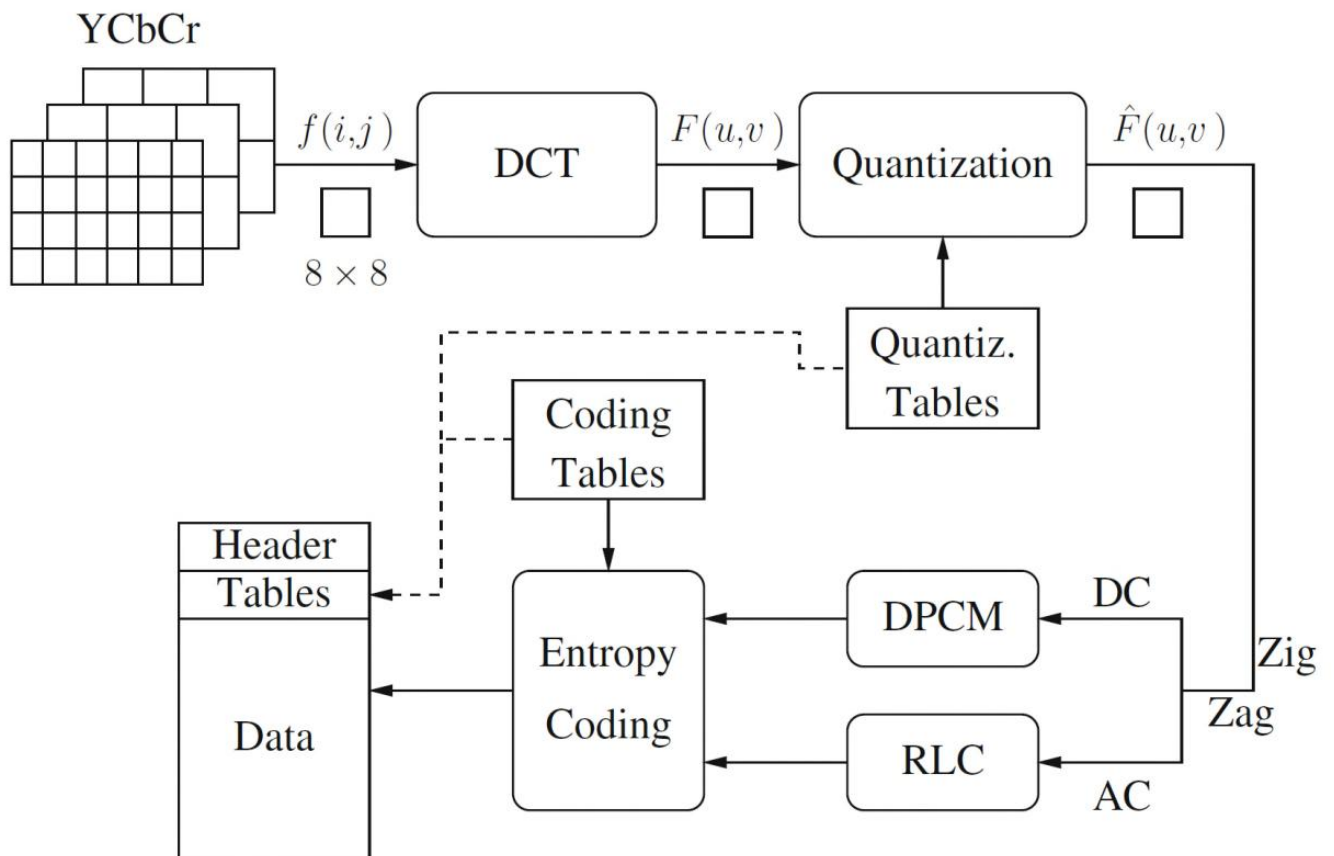 YCbCr
f(i,j)
8 × 8
DCT
F(u,v)
Quantization
F̂(u,v)
Quantiz.
Tables
Coding
Tables
Header
Tables
Data
Entropy
Coding
DPCM
DC
Zig
Zag
RLC
AC